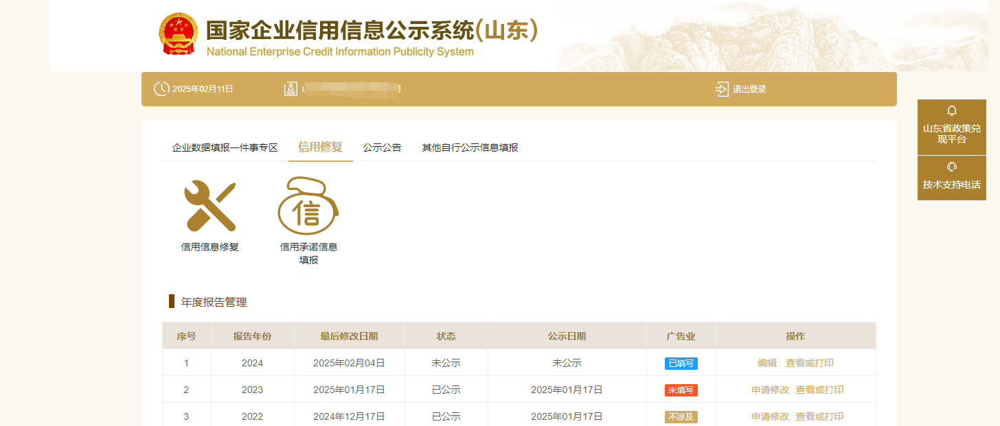 国家企业信用信息公示系统(山东)
National Enterprise Credit Information Publicity System
2025年02月11日 退出登录
山东省政策兑
现平台
技术支持电话
企业数据填报一件事专区 信用修复 公示公告 其他自行公示信息填报
信
信用信息修复 信用承诺信息
填报
年度报告管理
序号 报告年份 最后修改日期 状态 公示日期 广告业 操作
1 2024 2025年02月04日 未公示 未公示 已填写 编辑 查看或打印
2 2023 2025年01月17日 已公示 2025年01月17日 未填写 申请修改 查看或打印
3 2022 2024年12月17日 已公示 2025年01月17日 不涉及 申请修改 查看或打印